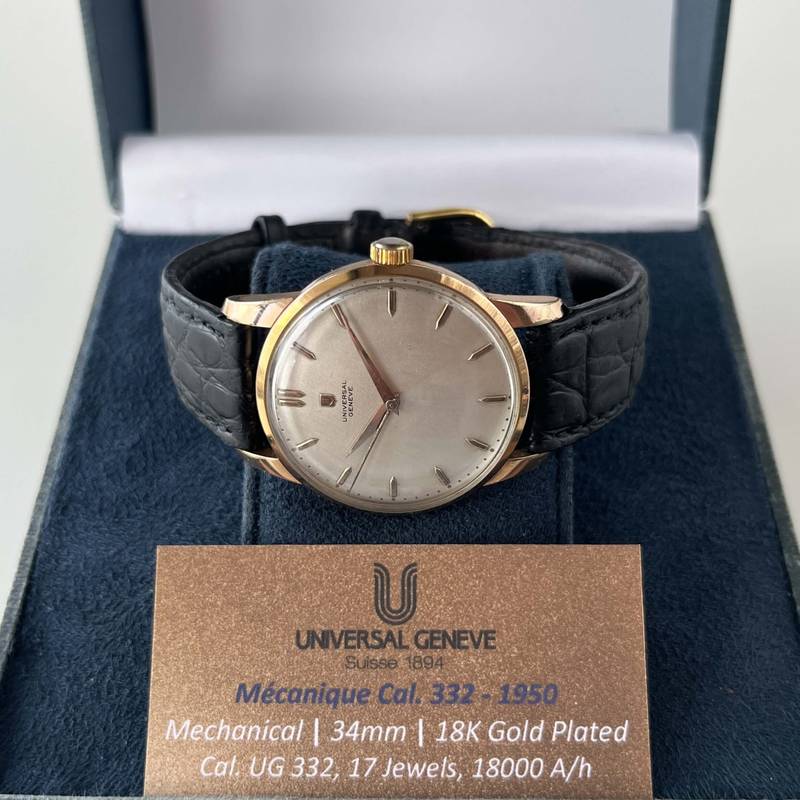 UNIVERSAL
GENEVE
UNIVERSAL GENEVE
Suisse 1894
Mécanique Cal. 332 - 1950
Mechanical | 34mm | 18K Gold Plated
Cal. UG 332, 17 Jewels, 18000 A/h